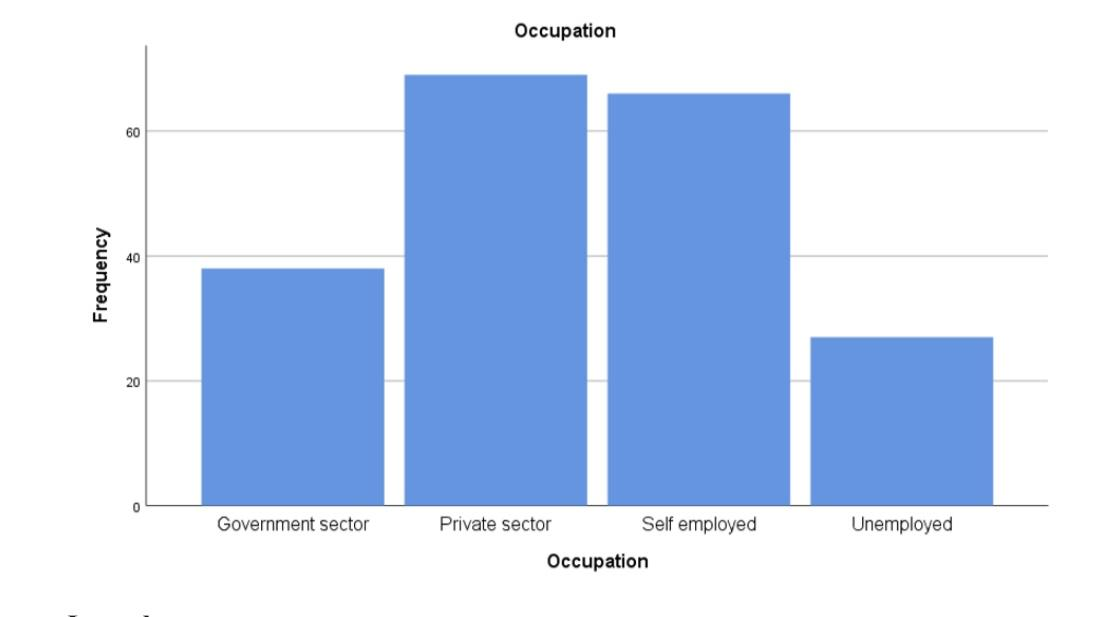 Occupation
60
40
20
0
Frequency
Government sector
Private sector
Self employed
Unemployed
Occupation